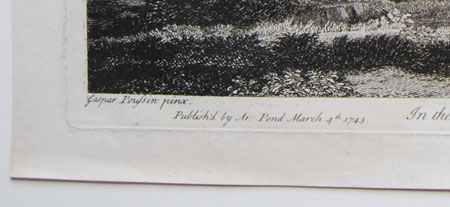 Gaspar Poußin pinx.
Publish'd by Ar: Pond March 4th 1743. In the